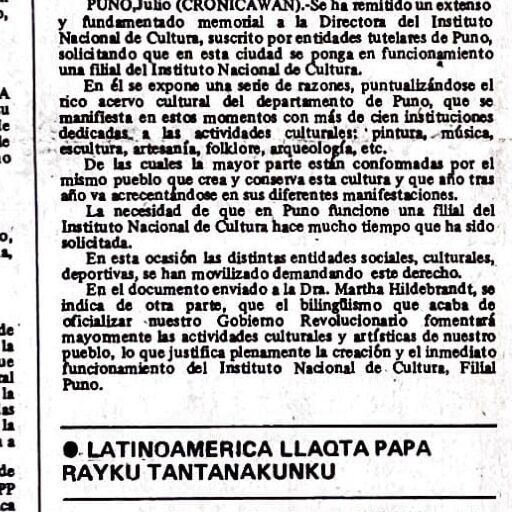 PUNO, Julio (CRONICAWAN).-Se ha remitido un extenso
y fundamentado memorial a la Directora del Instituto
Nacional de Cultura, suscrito por entidades tutelares de Puno,
solicitando que en esta ciudad se ponga en funcionamiento
una filial del Instituto Nacional de Cultura.
En él se expone una serie de razones, puntualizándose el
rico acervo cultural del departamento de Puno, que se
manifiesta en estos momentos con más de cien instituciones
dedicadas a las actividades culturales: pintura, música,
escultura, artesanía, folklore, arqueología, etc.
De las cuales la mayor parte están conformadas por el
mismo pueblo que crea y conserva esta cultura y que año tras
año va acrecentándose en sus diferentes manifestaciones.
La necesidad de que en Puno funcione una filial del
Instituto Nacional de Cultura hace mucho tiempo que ha sido
solicitada.
En esta ocasión las distintas entidades sociales, culturales,
deportivas, se han movilizado demandando este derecho.
En el documento enviado a la Dra. Martha Hildebrandt, se
indica de otra parte, que el bilingüismo que acaba de
oficializar nuestro Gobierno Revolucionario fomentará
mayormente las actividades culturales y artísticas de nuestro
pueblo, lo que justifica plenamente la creación y el inmediato
funcionamiento del Instituto Nacional de Cultura, Filial
Puno.
● LATINOAMERICA LLAQTA PAPA
RAYKU TANTANAKUNKU